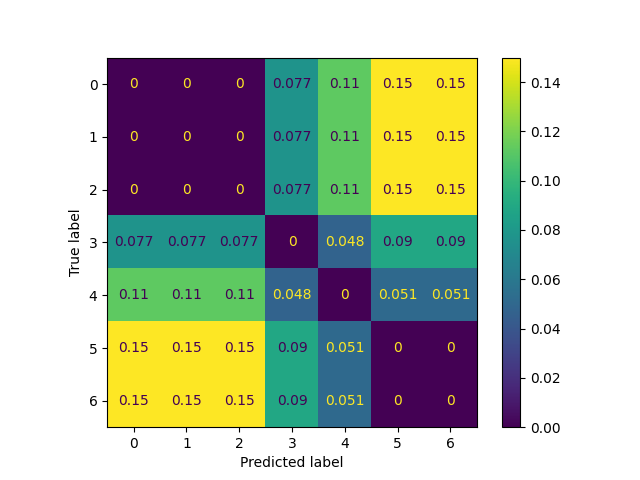 0 0 0 0 0.077 0.11 0.15 0.15 0.14
1 0 0 0 0.077 0.11 0.15 0.15 0.12
2 0 0 0 0.077 0.11 0.15 0.15 0.10
3 0.077 0.077 0.077 0 0.048 0.09 0.09 0.08
4 0.11 0.11 0.11 0.048 0 0.051 0.051 0.06
5 0.15 0.15 0.15 0.09 0.051 0 0 0.04
6 0.15 0.15 0.15 0.09 0.051 0 0 0.02
0.00
0 1 2 3 4 5 6
Predicted label
True label